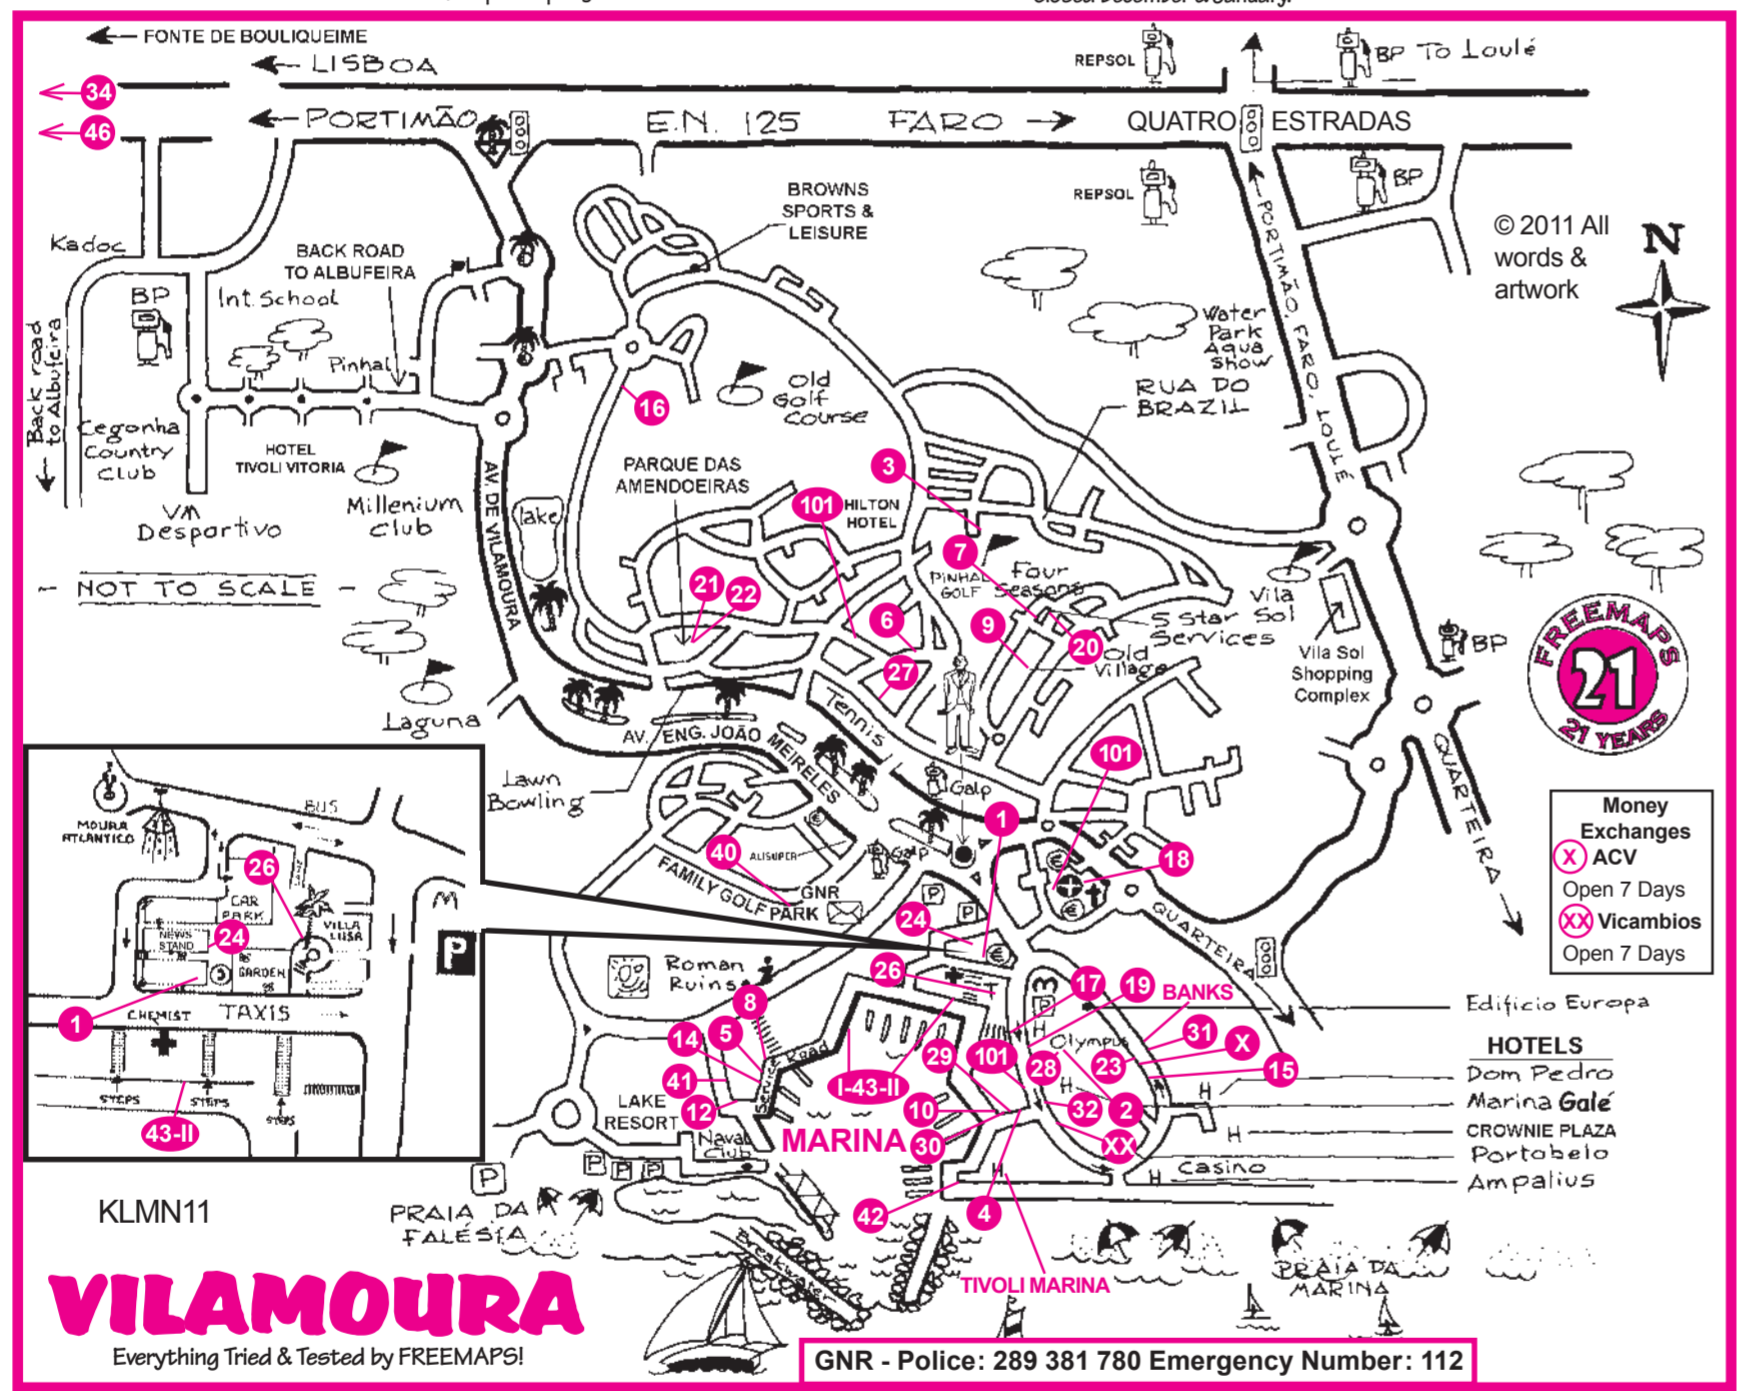 Closed December & January.
FONTE DE BOULIQUEIME
LISBOA
REPSOL
BP
To Loulé
34
46
PORTIMÃO
E.N. 125
FARO
QUATRO
ESTRADAS
REPSOL
BP
© 2011 All
words &
artwork
N
BROWNS
SPORTS &
LEISURE
Kadoc
BACK ROAD
TO ALBUFEIRA
BP
Int. School
Pinhal
Back road
to Albufeira
PORTIMÃO, FARO, LOULÉ
Water
Park
Aqua
Show
RUA DO
BRAZIL
Old
Golf
Course
16
Cegonha
Country
Club
HOTEL
TIVOLI VITORIA
VM
Desportivo
Millenium
Club
AV. DE VILAMOURA
lake
PARQUE DAS
AMENDOEIRAS
3
101
HILTON
HOTEL
7
PINHAL
GOLF
Four
Seasons
- NOT TO SCALE -
21
22
6
9
20
5 Star
Services
Vila
Sol
Old
Village
27
Vila Sol
Shopping
Complex
BP
FREEMAPS
21
21 YEARS
Laguna
AV. ENG. JOÃO
MEIRELES
Tennis
Lawn
Bowling
Galp
101
1
QUARTEIRA
Money
Exchanges
X ACV
Open 7 Days
XX Vicambios
Open 7 Days
MOURA
ATLANTICO
BUS
26
CAR
PARK
NEWS
STAND
24
VILLA
LUSA
GARDEN
M
P
1
CHEMIST
TAXIS
STEPS
STEPS
STEPS
43-II
40
ALISUPER
Galp
GNR
FAMILY GOLF
PARK
18
P
P
24
QUARTEIRA
Roman
Ruins
26
17
19
BANKS
Edificio Europa
8
5
14
Service
Road
I-43-II
29
101
P
H
Olympus
28
23
31
X
15
HOTELS
Dom Pedro
Marina Galé
CROWNIE PLAZA
Portobelo
Ampalius
41
12
LAKE
RESORT
Naval
Club
MARINA
10
30
H
32
2
XX
H
H
H
Casino
H
P
P
P
P
42
4
TIVOLI MARINA
KLMN11
PRAIA DA
FALÉSIA
Breakwater
PRAIA DA
MARINA
VILAMOURA
Everything Tried & Tested by FREEMAPS!
GNR - Police: 289 381 780 Emergency Number: 112